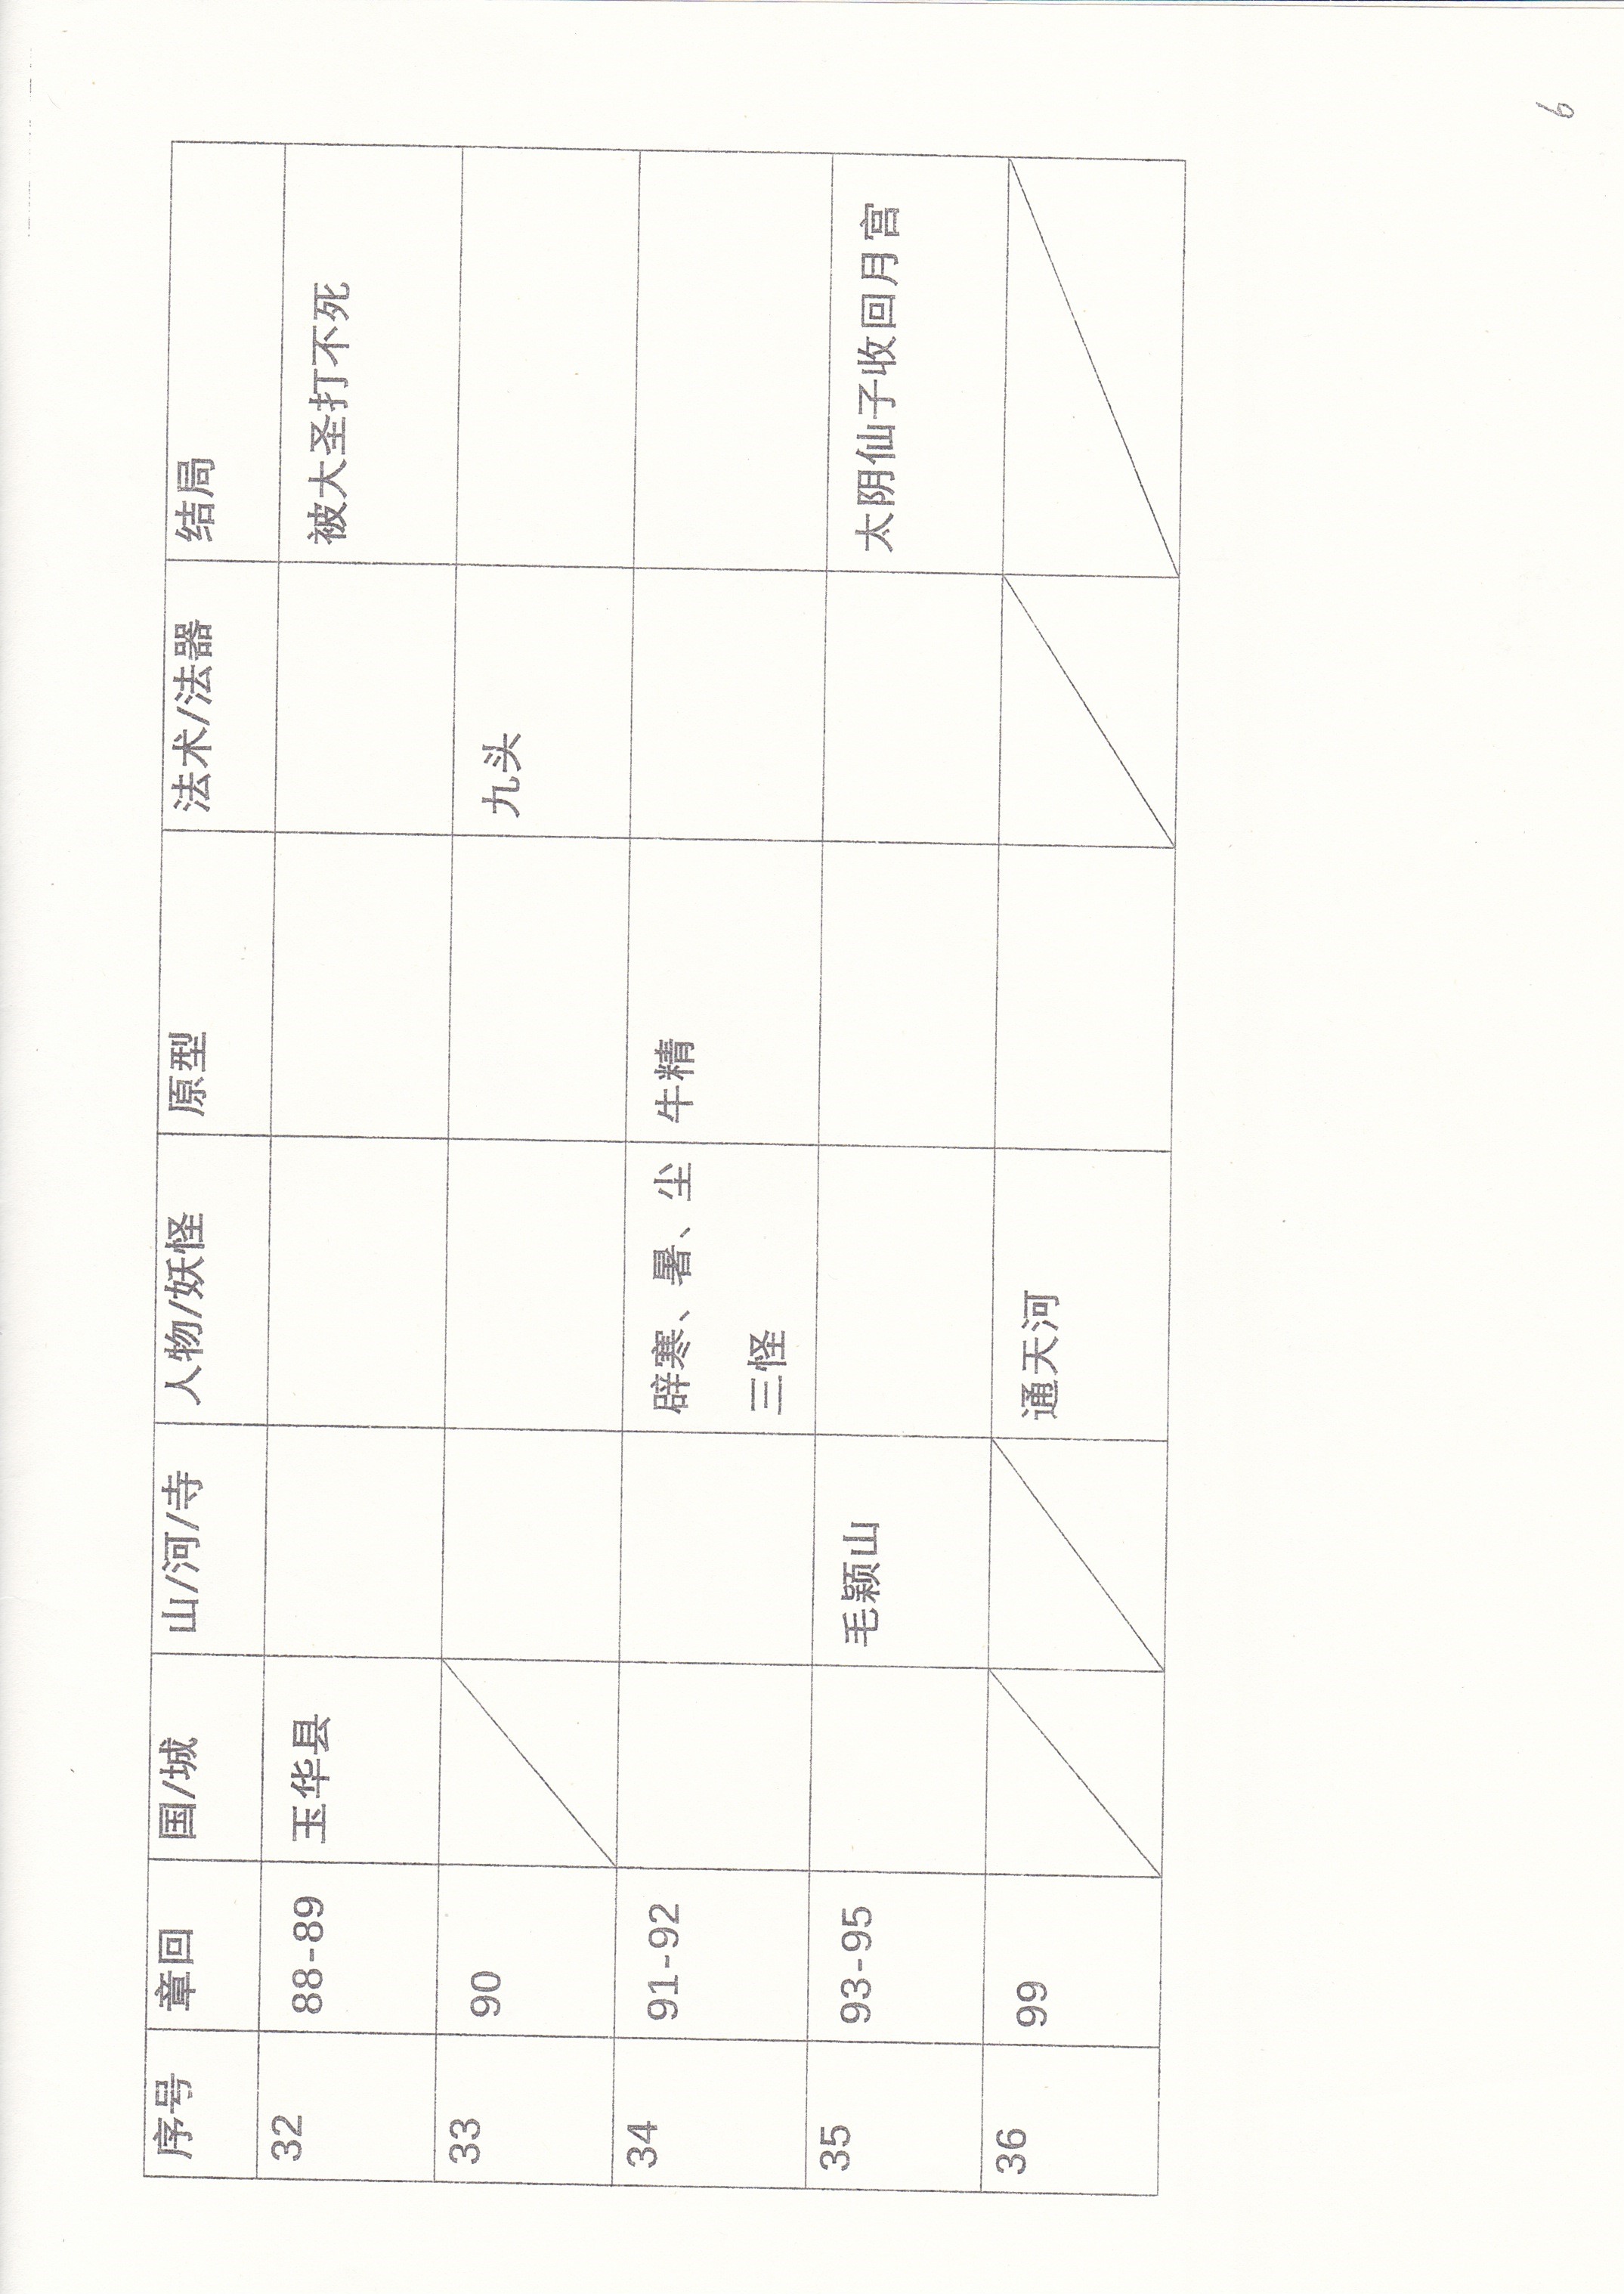 序号 章回 国/城 山/河/寺 人物/妖怪 原型 法术/法器 结局
32 88-89 玉华县 被大圣打不死
33 90 九头
34 91-92 辟寒、暑、尘 牛精
三怪
35 93-95 毛颖山 太阴仙子收回月宫
36 99 通天河
9